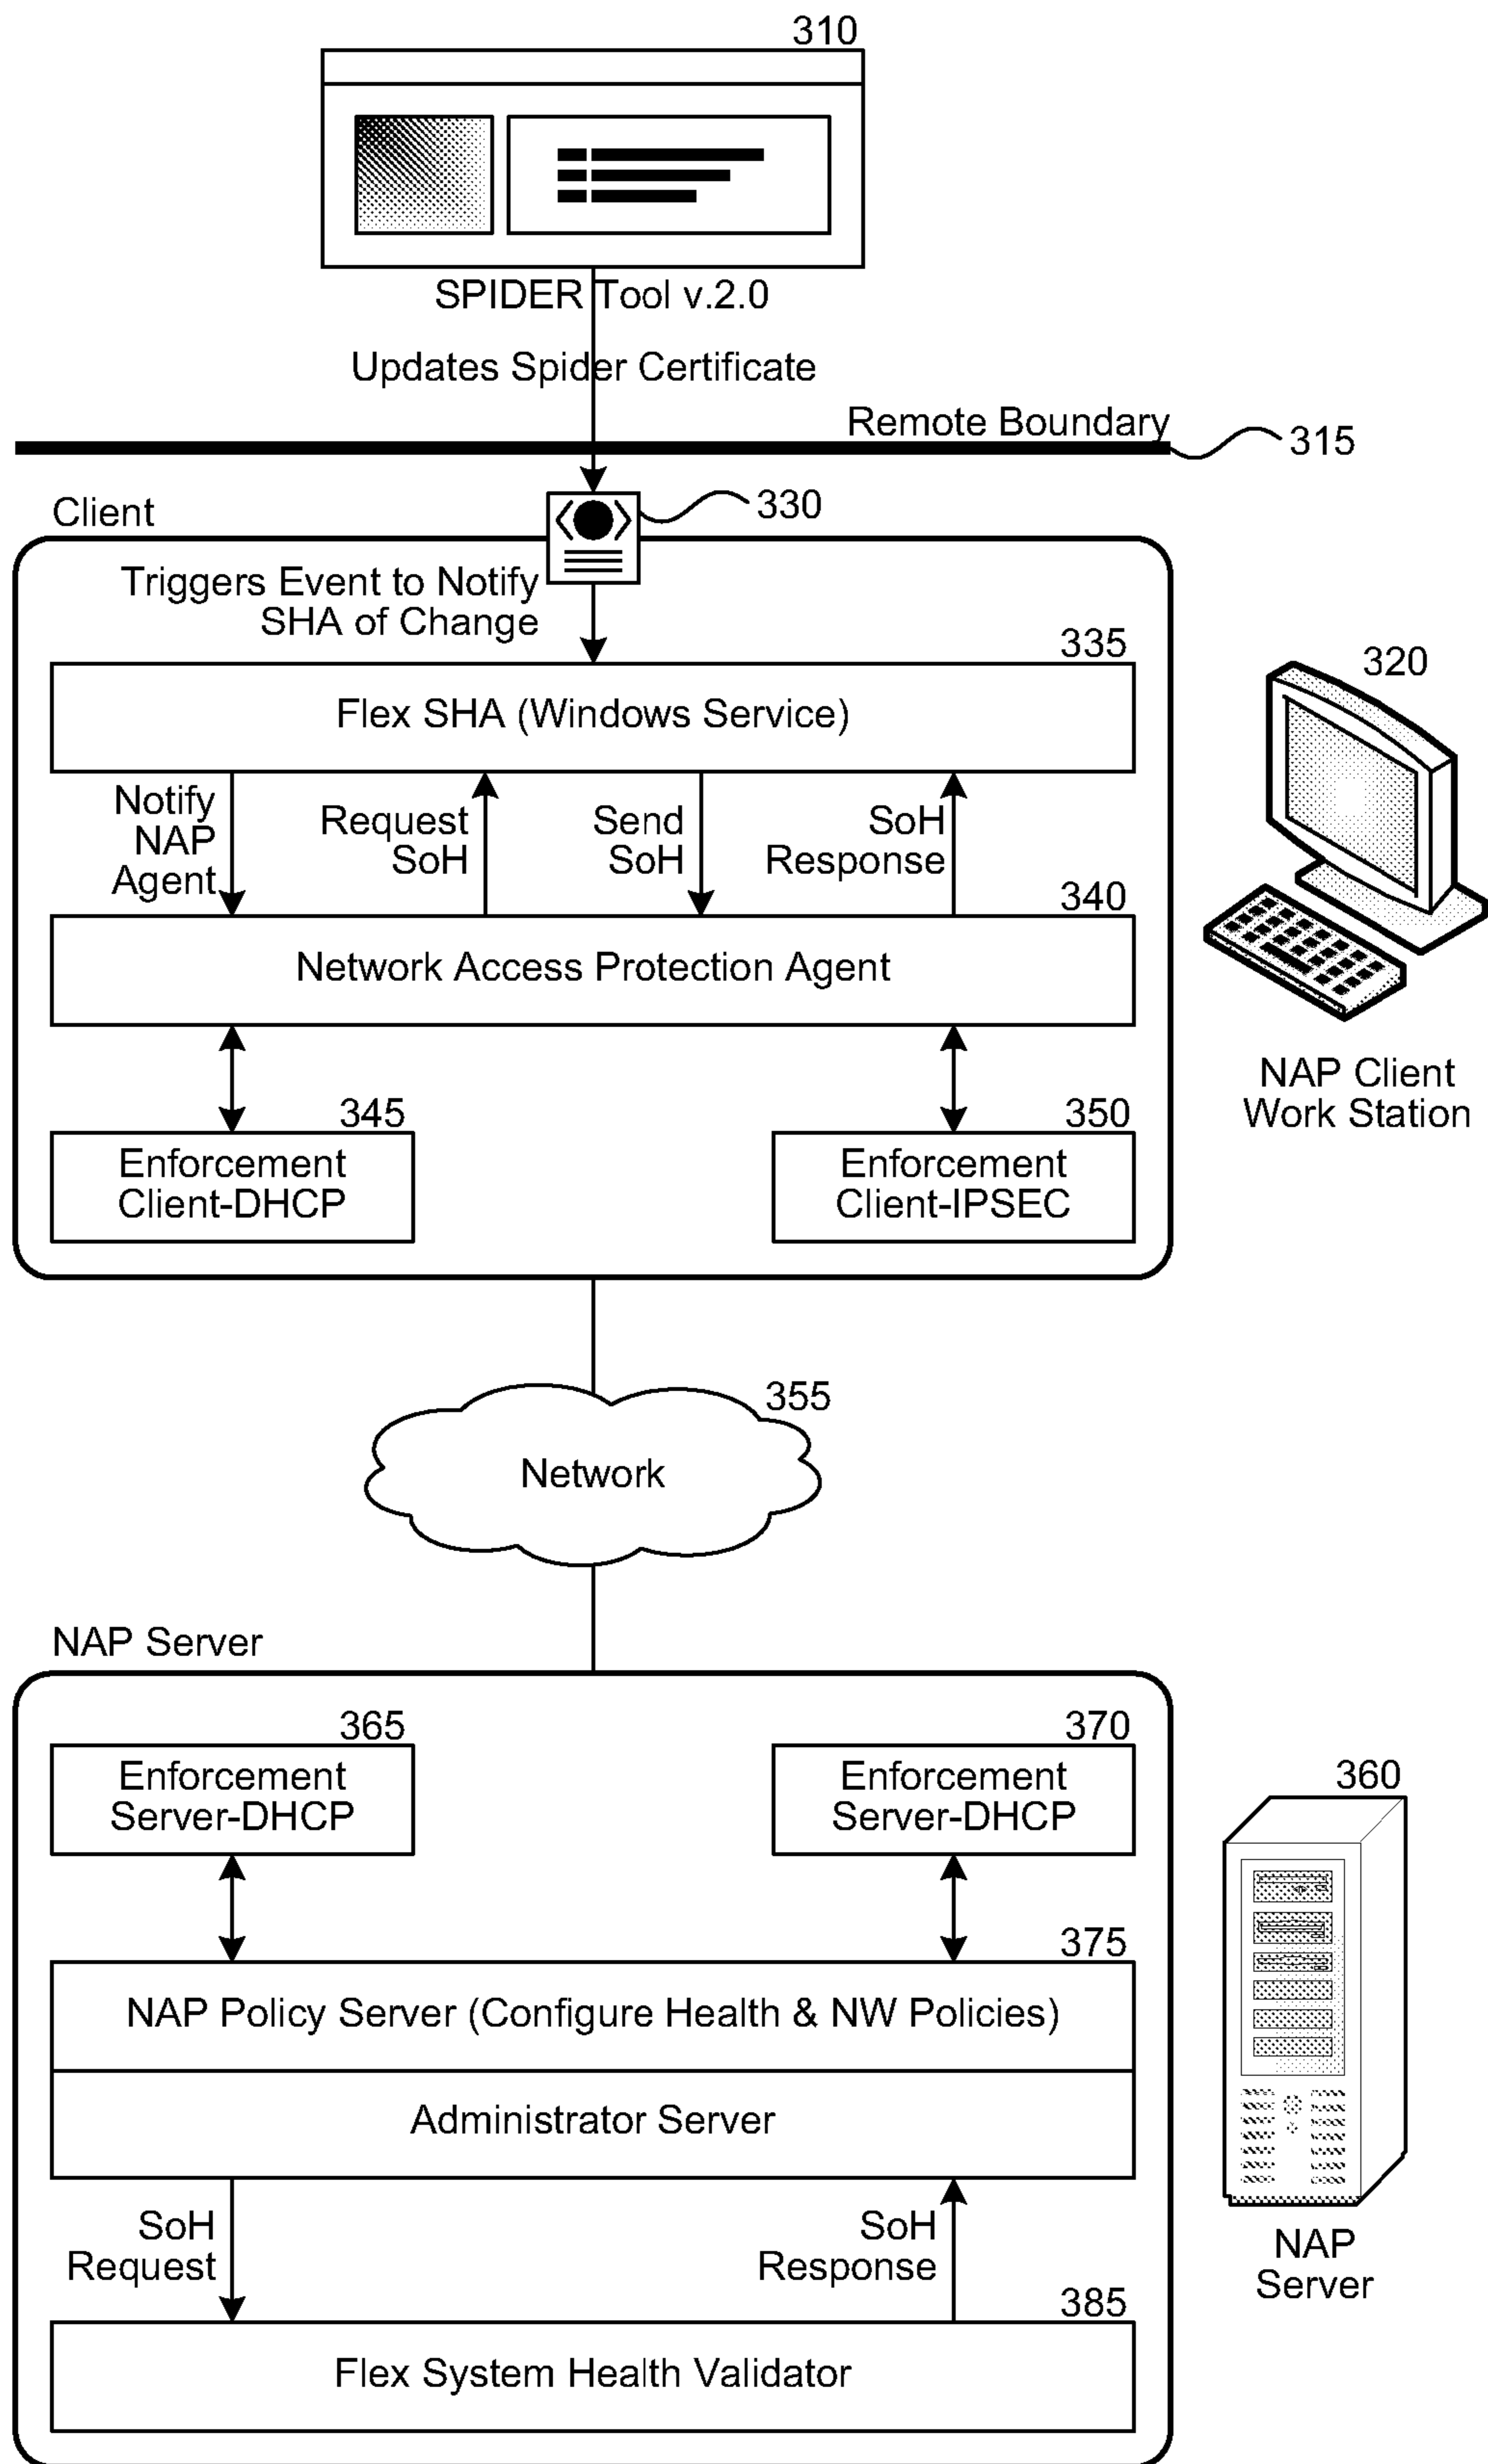 310
SPIDER Tool v.2.0
Updates Spider Certificate
Remote Boundary
315
Client
330
Triggers Event to Notify
SHA of Change
335
Flex SHA (Windows Service)
320
Notify
NAP
Agent
Request
SoH
Send
SoH
SoH
Response
340
Network Access Protection Agent
NAP Client
Work Station
345
Enforcement
Client-DHCP
350
Enforcement
Client-IPSEC
355
Network
NAP Server
365
Enforcement
Server-DHCP
370
Enforcement
Server-DHCP
360
375
NAP Policy Server (Configure Health & NW Policies)
Administrator Server
SoH
Request
SoH
Response
NAP
Server
385
Flex System Health Validator